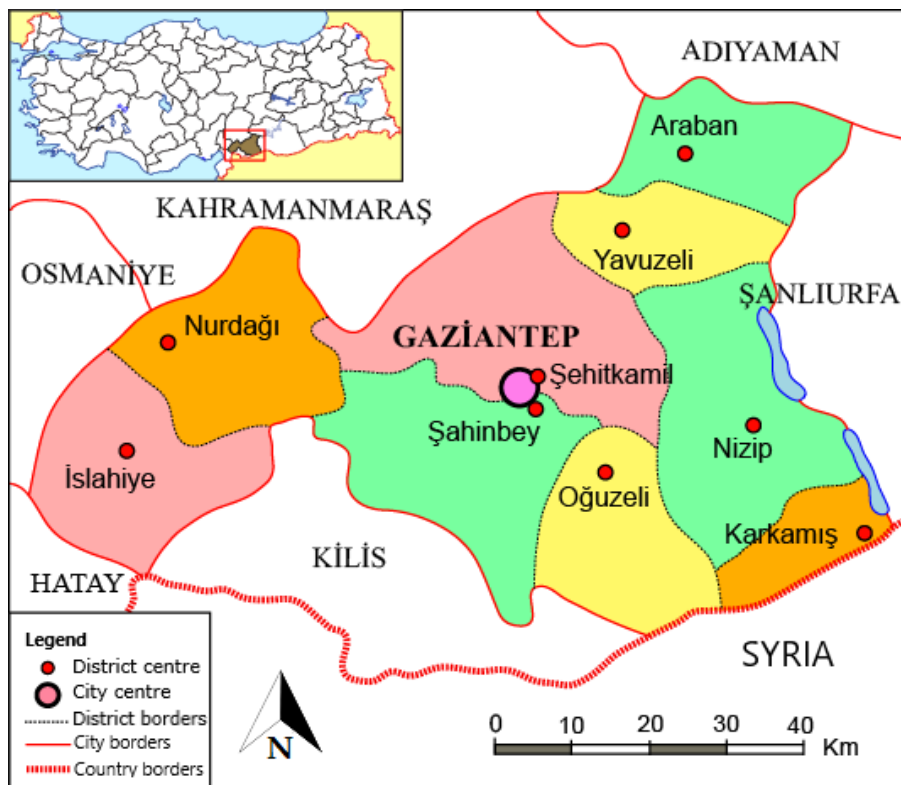 ADIYAMAN
Araban
KAHRAMANMARAŞ
Yavuzeli
OSMANİYE
ŞANLIURFA
Nurdağı
GAZİANTEP
Şehitkamil
Şahinbey
Nizip
İslahiye
Oğuzeli
Karkamış
KİLİS
HATAY
SYRIA
Legend
District centre
City centre
District borders
City borders
Country borders
N
0 10 20 30 40
Km